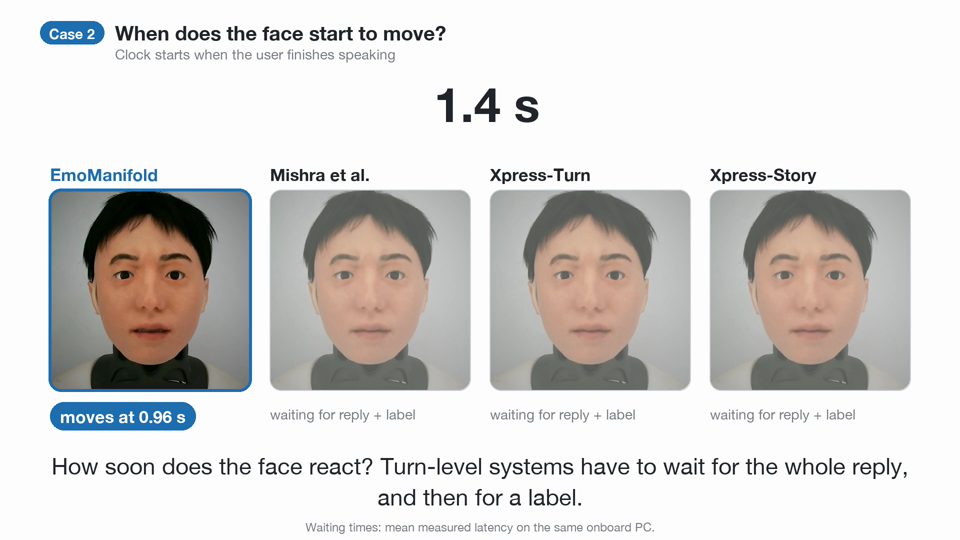 Case 2
When does the face start to move?
Clock starts when the user finishes speaking
1.4 s
EmoManifold
Mishra et al.
Xpress-Turn
Xpress-Story
moves at 0.96 s
waiting for reply + label
waiting for reply + label
waiting for reply + label
How soon does the face react? Turn-level systems have to wait for the whole reply,
and then for a label.
Waiting times: mean measured latency on the same onboard PC.